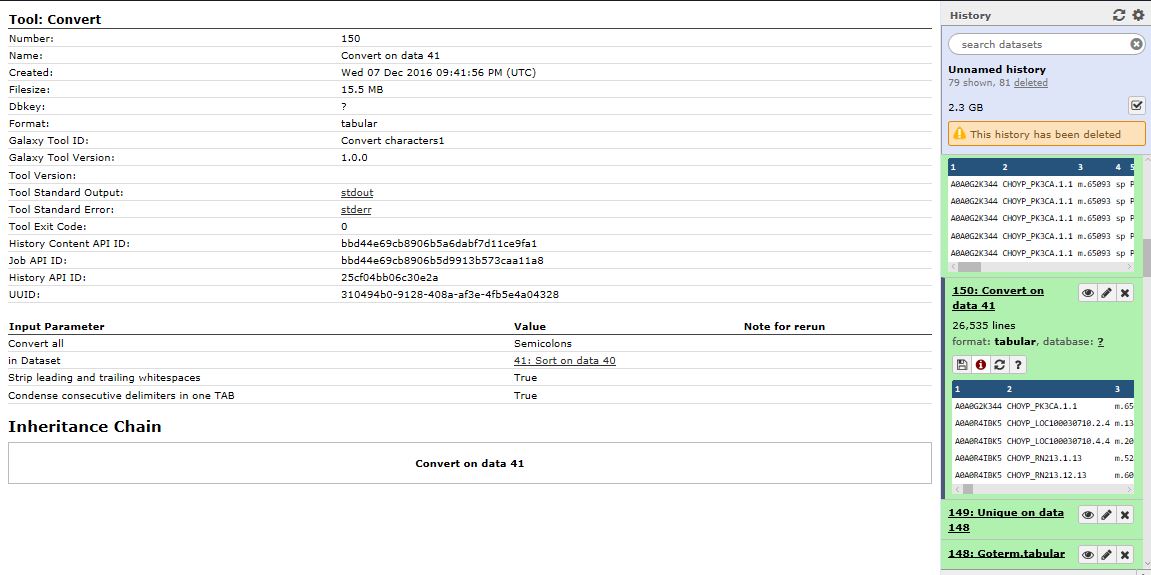 Tool: Convert
Number: 150
Name: Convert on data 41
Created: Wed 07 Dec 2016 09:41:56 PM (UTC)
Filesize: 15.5 MB
Dbkey: ?
Format: tabular
Galaxy Tool ID: Convert characters1
Galaxy Tool Version: 1.0.0
Tool Version:
Tool Standard Output: stdout
Tool Standard Error: stderr
Tool Exit Code: 0
History Content API ID: bbd44e69cb8906b5a6dabf7d11ce9fa1
Job API ID: bbd44e69cb8906b5d9913b573caa11a8
History API ID: 25cf04bb06c30e2a
UUID: 310494b0-9128-408a-af3e-4fb5e4a04328
Input Parameter Value Note for rerun
Convert all Semicolons
in Dataset 41: Sort on data 40
Strip leading and trailing whitespaces True
Condense consecutive delimiters in one TAB True
Inheritance Chain
Convert on data 41
History
search datasets
Unnamed history
79 shown, 81 deleted
2.3 GB
This history has been deleted
1 2 3 4 5
A0A0G2K344 CHOYP_PK3CA.1.1 m.65093 sp P
A0A0G2K344 CHOYP_PK3CA.1.1 m.65093 sp P
A0A0G2K344 CHOYP_PK3CA.1.1 m.65093 sp P
A0A0G2K344 CHOYP_PK3CA.1.1 m.65093 sp P
A0A0G2K344 CHOYP_PK3CA.1.1 m.65093 sp P
150: Convert on
data 41
26,535 lines
format: tabular, database: ?
1 2 3
A0A0G2K344 CHOYP_PK3CA.1.1 m.65
A0A0R4IBK5 CHOYP_LOC100030710.2.4 m.13
A0A0R4IBK5 CHOYP_LOC100030710.4.4 m.20
A0A0R4IBK5 CHOYP_RN213.1.13 m.52
A0A0R4IBK5 CHOYP_RN213.12.13 m.60
149: Unique on data
148
148: Goterm.tabular